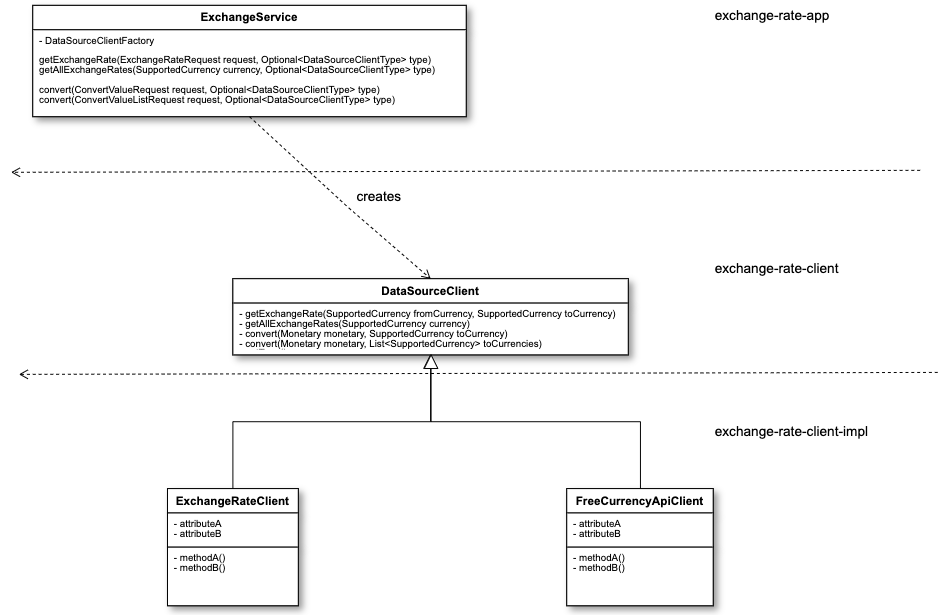 ExchangeService
exchange-rate-app
- DataSourceClientFactory
getExchangeRate(ExchangeRateRequest request, Optional<DataSourceClientType> type)
getAllExchangeRates(SupportedCurrency currency, Optional<DataSourceClientType> type)
convert(ConvertValueRequest request, Optional<DataSourceClientType> type)
convert(ConvertValueListRequest request, Optional<DataSourceClientType> type)
creates
exchange-rate-client
DataSourceClient
- getExchangeRate(SupportedCurrency fromCurrency, SupportedCurrency toCurrency)
- getAllExchangeRates(SupportedCurrency currency)
- convert(Monetary monetary, SupportedCurrency toCurrency)
- convert(Monetary monetary, List<SupportedCurrency> toCurrencies)
exchange-rate-client-impl
ExchangeRateClient
- attributeA
- attributeB
- methodA()
- methodB()
FreeCurrencyApiClient
- attributeA
- attributeB
- methodA()
- methodB()